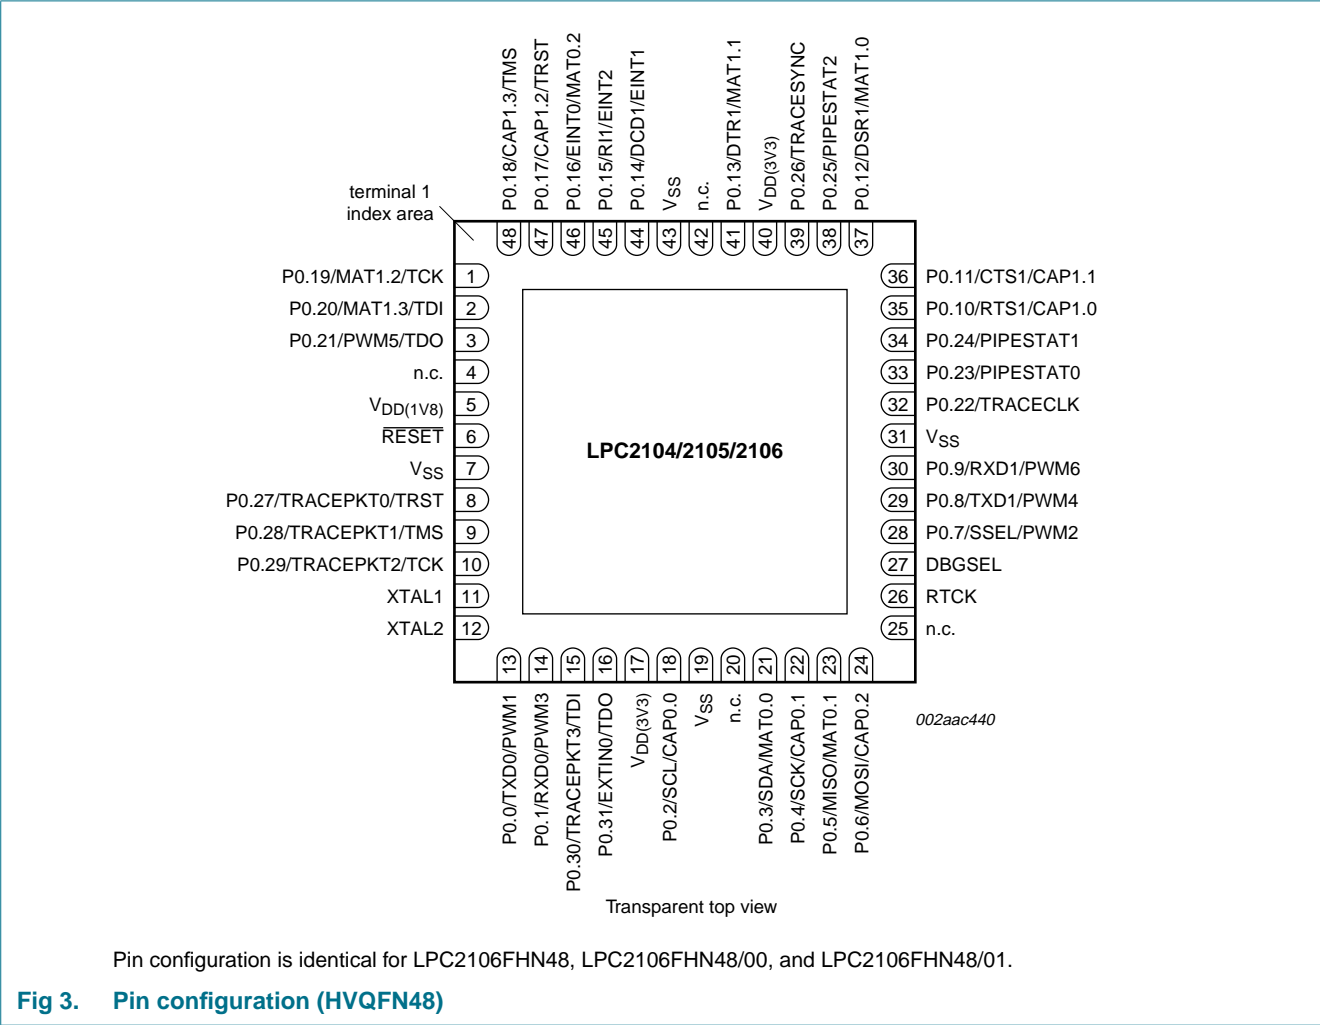 P0.18/CAP1.3/TMS
P0.17/CAP1.2/TRST
P0.16/EINT0/MAT0.2
P0.15/RI1/EINT2
P0.14/DCD1/EINT1
VSS
n.c.
P0.13/DTR1/MAT1.1
VDD(3V3)
P0.26/TRACESYNC
P0.25/PIPESTAT2
P0.12/DSR1/MAT1.0
terminal 1
index area
48
47
46
45
44
43
42
41
40
39
38
37
P0.19/MAT1.2/TCK 1
P0.20/MAT1.3/TDI 2
P0.21/PWM5/TDO 3
n.c. 4
VDD(1V8) 5
RESET 6
VSS 7
P0.27/TRACEPKT0/TRST 8
P0.28/TRACEPKT1/TMS 9
P0.29/TRACEPKT2/TCK 10
XTAL1 11
XTAL2 12
LPC2104/2105/2106
36 P0.11/CTS1/CAP1.1
35 P0.10/RTS1/CAP1.0
34 P0.24/PIPESTAT1
33 P0.23/PIPESTAT0
32 P0.22/TRACECLK
31 VSS
30 P0.9/RXD1/PWM6
29 P0.8/TXD1/PWM4
28 P0.7/SSEL/PWM2
27 DBGSEL
26 RTCK
25 n.c.
13
14
15
16
17
18
19
20
21
22
23
24
P0.0/TXD0/PWM1
P0.1/RXD0/PWM3
P0.30/TRACEPKT3/TDI
P0.31/EXTIN0/TDO
VDD(3V3)
P0.2/SCL/CAP0.0
VSS
n.c.
P0.3/SDA/MAT0.0
P0.4/SCK/CAP0.1
P0.5/MISO/MAT0.1
P0.6/MOSI/CAP0.2
002aac440
Transparent top view
Pin configuration is identical for LPC2106FHN48, LPC2106FHN48/00, and LPC2106FHN48/01.
Fig 3. Pin configuration (HVQFN48)